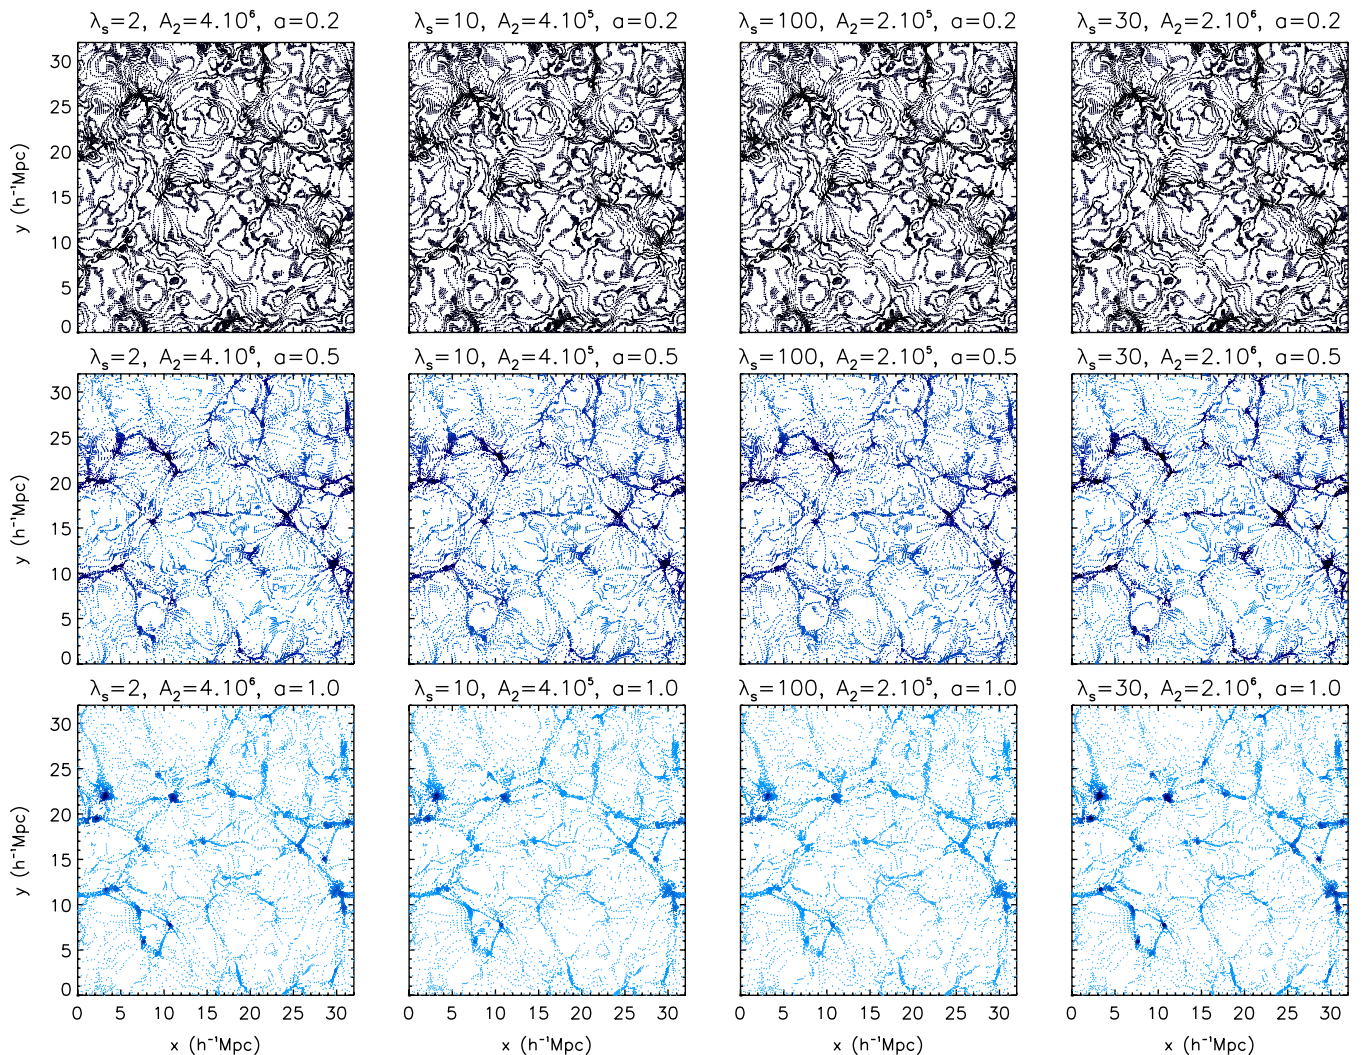 λₛ=2, A₂=4.10⁶, a=0.2
λₛ=10, A₂=4.10⁵, a=0.2
λₛ=100, A₂=2.10⁵, a=0.2
λₛ=30, A₂=2.10⁶, a=0.2
30
25
20
15
10
5
0
y (h⁻¹Mpc)
λₛ=2, A₂=4.10⁶, a=0.5
λₛ=10, A₂=4.10⁵, a=0.5
λₛ=100, A₂=2.10⁵, a=0.5
λₛ=30, A₂=2.10⁶, a=0.5
30
25
20
15
10
5
0
y (h⁻¹Mpc)
λₛ=2, A₂=4.10⁶, a=1.0
λₛ=10, A₂=4.10⁵, a=1.0
λₛ=100, A₂=2.10⁵, a=1.0
λₛ=30, A₂=2.10⁶, a=1.0
30
25
20
15
10
5
0
y (h⁻¹Mpc)
0 5 10 15 20 25 30
0 5 10 15 20 25 30
0 5 10 15 20 25 30
0 5 10 15 20 25 30
x (h⁻¹Mpc)
x (h⁻¹Mpc)
x (h⁻¹Mpc)
x (h⁻¹Mpc)